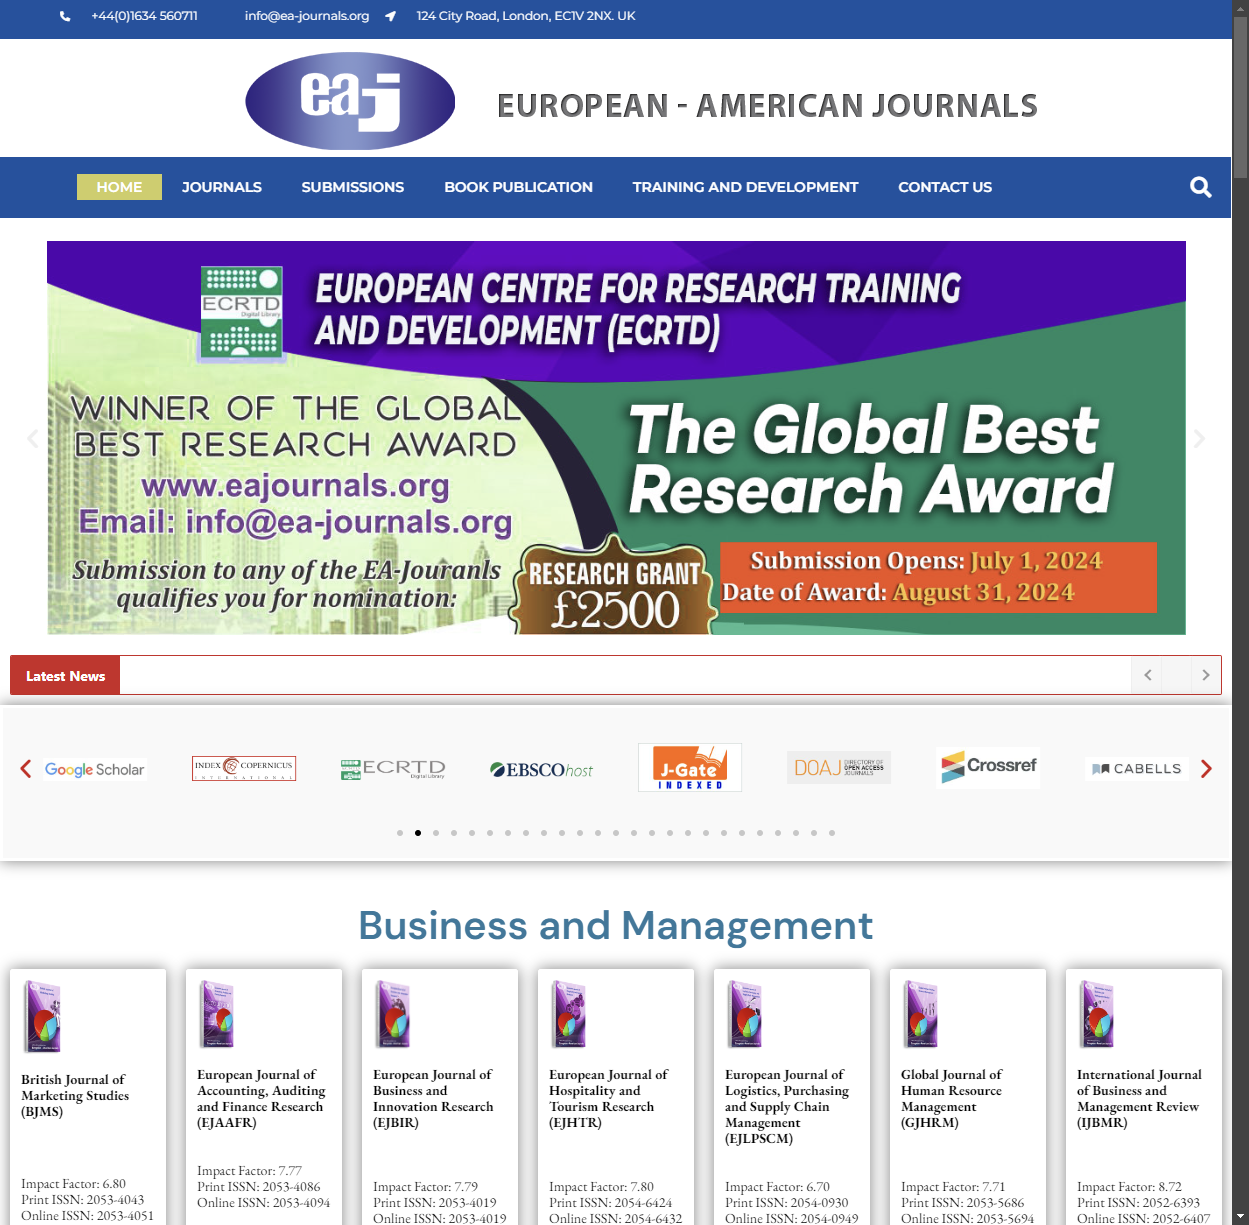 +44(0)1634 560711 info@ea-journals.org 124 City Road, London, EC1V 2NX. UK
eaj
EUROPEAN - AMERICAN JOURNALS
HOME JOURNALS SUBMISSIONS BOOK PUBLICATION TRAINING AND DEVELOPMENT CONTACT US
ECRTD
Digital Library
EUROPEAN CENTRE FOR RESEARCH TRAINING
AND DEVELOPMENT (ECRTD)
WINNER OF THE GLOBAL
BEST RESEARCH AWARD
www.eajournals.org
Email: info@ea-journals.org
Submission to any of the EA-Jouranls
qualifies you for nomination:
The Global Best
Research Award
RESEARCH GRANT
£2500
Submission Opens: July 1, 2024
Date of Award: August 31, 2024
Latest News
Google Scholar
INDEX COPERNICUS
INTERNATIONAL
ECRTD
Digital Library
EBSCOhost
J-Gate
INDEXED
DOAJ DIRECTORY OF
OPEN ACCESS
JOURNALS
Crossref
CABELLS
Business and Management
British Journal of
Marketing Studies
(BJMS)
Impact Factor: 6.80
Print ISSN: 2053-4043
Online ISSN: 2053-4051
European Journal of
Accounting, Auditing
and Finance Research
(EJAAFR)
Impact Factor: 7.77
Print ISSN: 2053-4086
Online ISSN: 2053-4094
European Journal of
Business and
Innovation Research
(EJBIR)
Impact Factor: 7.79
Print ISSN: 2053-4019
Online ISSN: 2053-4019
European Journal of
Hospitality and
Tourism Research
(EJHTR)
Impact Factor: 7.80
Print ISSN: 2054-6424
Online ISSN: 2054-6432
European Journal of
Logistics, Purchasing
and Supply Chain
Management
(EJLPSCM)
Impact Factor: 6.70
Print ISSN: 2054-0930
Online ISSN: 2054-0949
Global Journal of
Human Resource
Management
(GJHRM)
Impact Factor: 7.71
Print ISSN: 2053-5686
Online ISSN: 2053-5694
International Journal
of Business and
Management Review
(IJBMR)
Impact Factor: 8.72
Print ISSN: 2052-6393
Online ISSN: 2052-6407